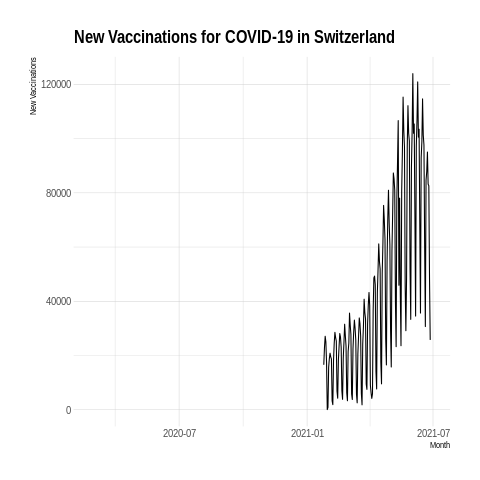 New Vaccinations for COVID-19 in Switzerland
New Vaccinations
120000
80000
40000
0
2020-07
2021-01
2021-07
Month